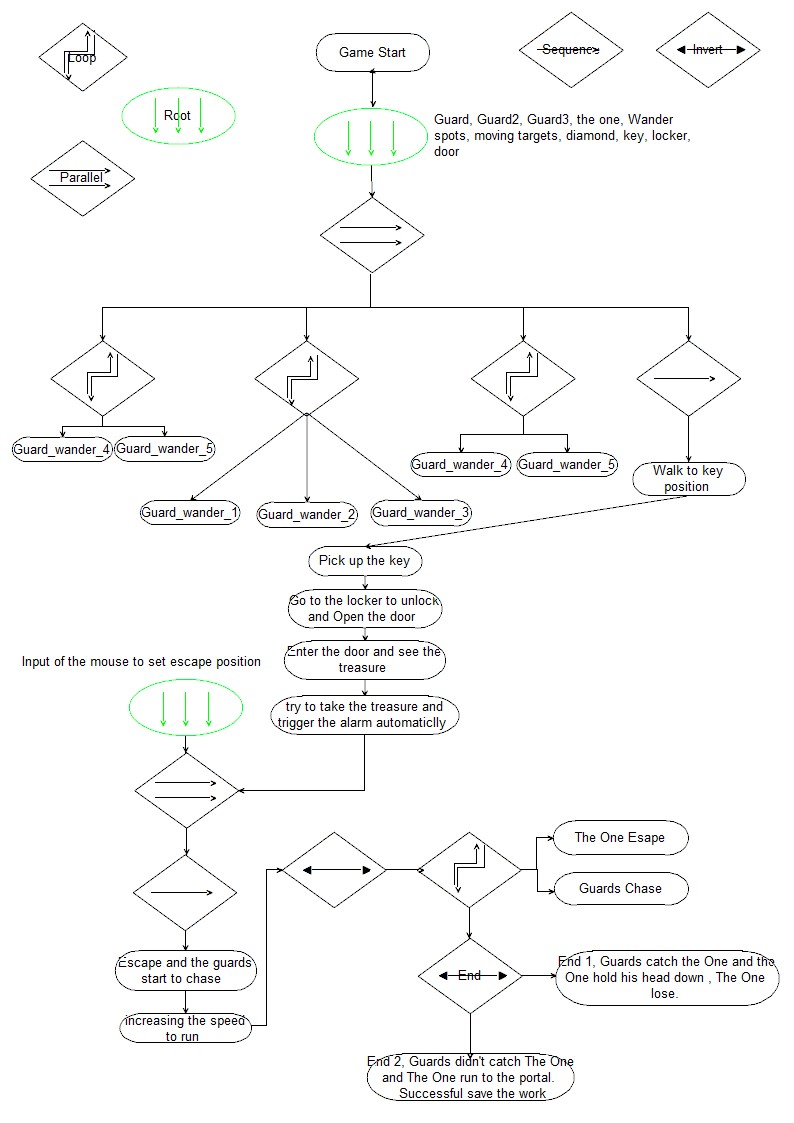 Loop
Game Start
Sequence
Invert
Root
Guard, Guard2, Guard3, the one, Wander
spots, moving targets, diamond, key, locker,
door
Parallel
Guard_wander_4
Guard_wander_5
Guard_wander_4
Guard_wander_5
Walk to key
position
Guard_wander_1
Guard_wander_2
Guard_wander_3
Pick up the key
Go to the locker to unlock
and Open the door
Enter the door and see the
treasure
Input of the mouse to set escape position
try to take the treasure and
trigger the alarm automaticlly
The One Esape
Guards Chase
Escape and the guards
start to chase
End
End 1, Guards catch the One and the
One hold his head down , The One
lose.
increasing the speed
to run
End 2, Guards didn't catch The One
and The One run to the portal.
Successful save the work